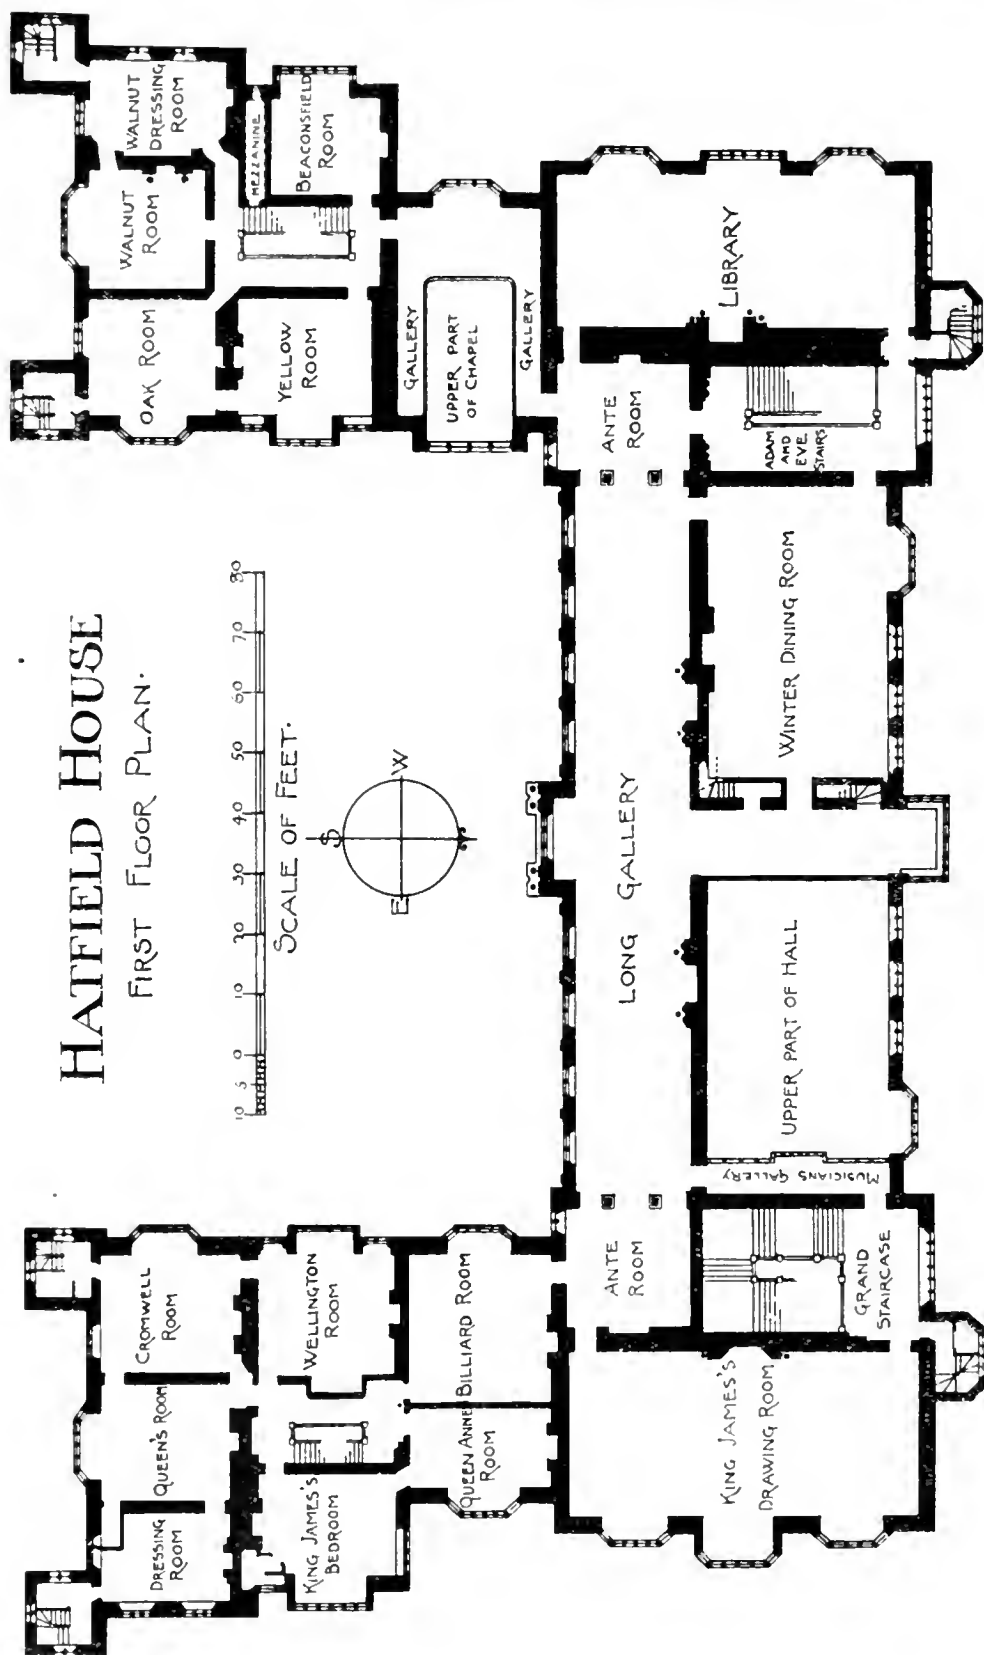 HATFIELD HOUSE
FIRST FLOOR PLAN.
10 5 0 10 20 30 40 50 60 70 80
SCALE OF FEET.
S
E
W
DRESSING
ROOM
QUEEN'S ROOM
CROMWELL
ROOM
KING JAMES'S
BEDROOM
WELLINGTON
ROOM
QUEEN ANNE
ROOM
BILLIARD ROOM
OAK ROOM
WALNUT
ROOM
WALNUT
DRESSING
ROOM
YELLOW
ROOM
MEZZANINE
BEACONSFIELD
ROOM
GALLERY
UPPER PART
OF CHAPEL
GALLERY
ANTE
ROOM
LONG GALLERY
ANTE
ROOM
KING JAMES'S
DRAWING ROOM
GRAND
STAIRCASE
MUSICIANS GALLERY
UPPER PART OF HALL
WINTER DINING ROOM
ADAM
AND
EVE
STAIRS
LIBRARY